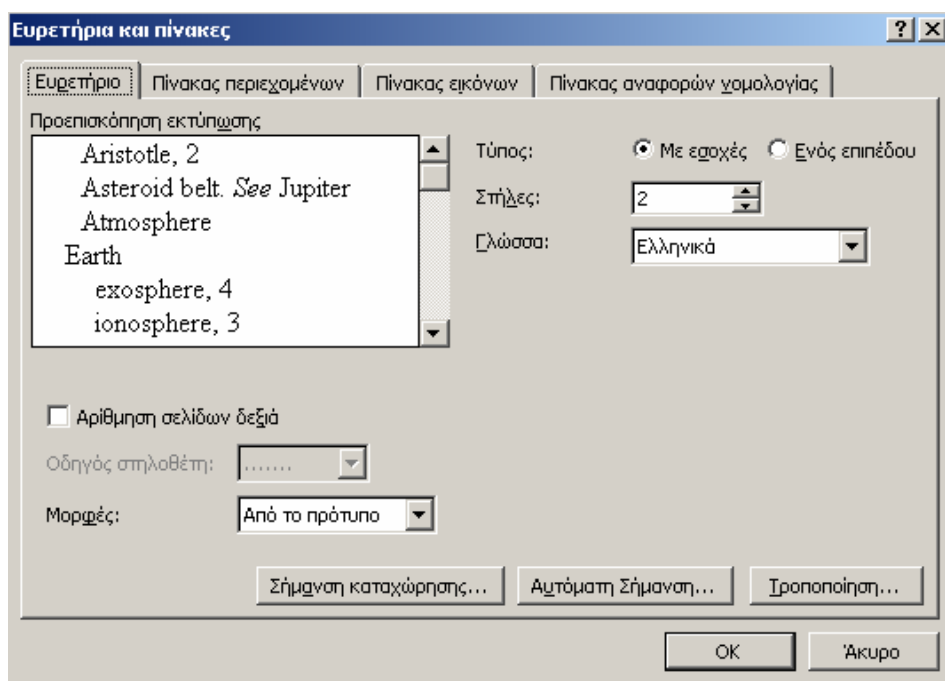 Ευρετήρια και πίνακες
Ευρετήριο Πίνακας περιεχομένων Πίνακας εικόνων Πίνακας αναφορών νομολογίας
Προεπισκόπηση εκτύπωσης
Aristotle, 2
Asteroid belt. See Jupiter
Atmosphere
Earth
exosphere, 4
ionosphere, 3
Τύπος: Με εσοχές Ενός επιπέδου
Στήλες: 2
Γλώσσα: Ελληνικά
Αρίθμηση σελίδων δεξιά
Οδηγός στηλοθέτη: .......
Μορφές: Από το πρότυπο
Σήμανση καταχώρησης... Αυτόματη Σήμανση... Τροποποίηση...
OK Άκυρο